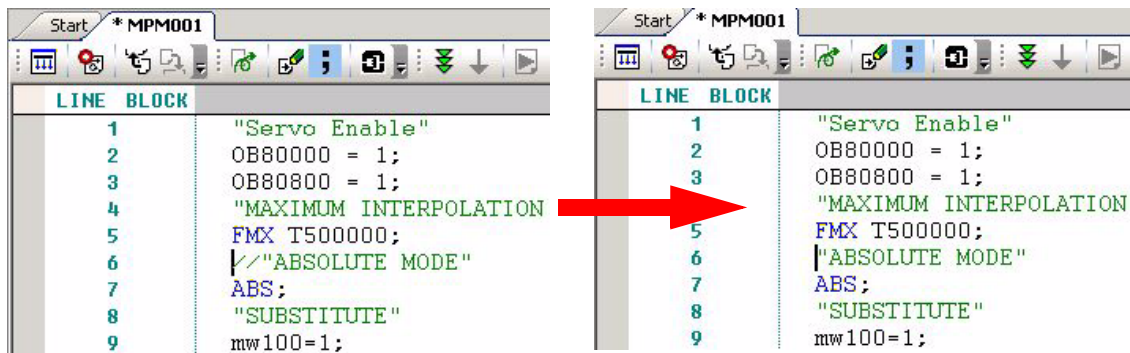 Start * MPM001
LINE BLOCK
1 "Servo Enable"
2 OB80000 = 1;
3 OB80800 = 1;
4 "MAXIMUM INTERPOLATION
5 FMX T500000;
6 //"ABSOLUTE MODE"
7 ABS;
8 "SUBSTITUTE"
9 mw100=1;
Start * MPM001
LINE BLOCK
1 "Servo Enable"
2 OB80000 = 1;
3 OB80800 = 1;
"MAXIMUM INTERPOLATION
5 FMX T500000;
6 "ABSOLUTE MODE"
7 ABS;
8 "SUBSTITUTE"
9 mw100=1;